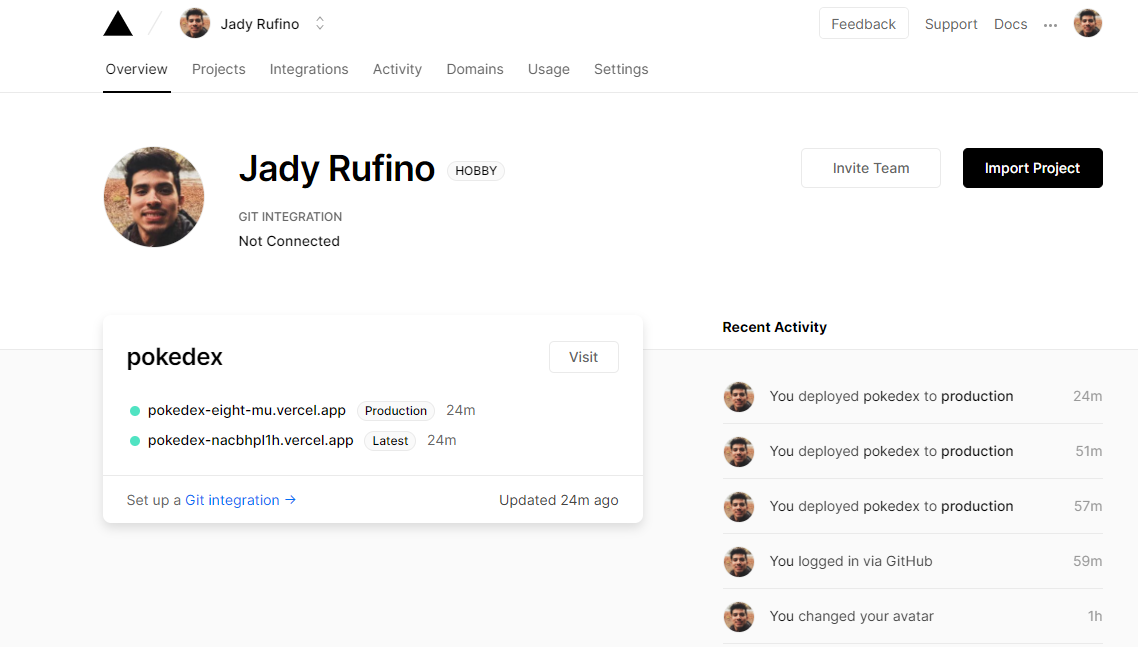 Jady Rufino
Feedback Support Docs ...
Overview Projects Integrations Activity Domains Usage Settings
Jady Rufino HOBBY
Invite Team Import Project
GIT INTEGRATION
Not Connected
pokedex Visit
pokedex-eight-mu.vercel.app Production 24m
pokedex-nacbhpl1h.vercel.app Latest 24m
Set up a Git integration → Updated 24m ago
Recent Activity
You deployed pokedex to production 24m
You deployed pokedex to production 51m
You deployed pokedex to production 57m
You logged in via GitHub 59m
You changed your avatar 1h